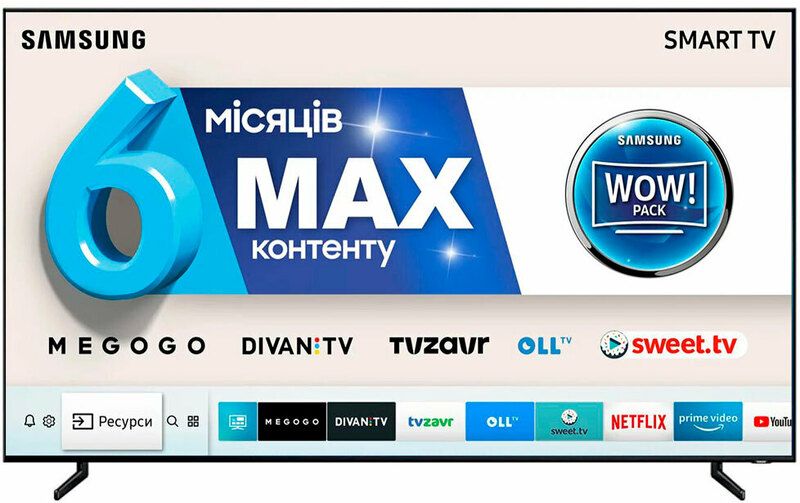 SAMSUNG
SMART TV
6
МІСЯЦІВ
MAX
КОНТЕНТУ
SAMSUNG
WOW!
PACK
MEGOGO
DIVAN:TV
TVZAVR
OLL TV
sweet.tv
Ресурси
MEGOGO
DIVAN:TV
tvzavr
OLL TV
sweet.tv
NETFLIX
prime video
YouTu